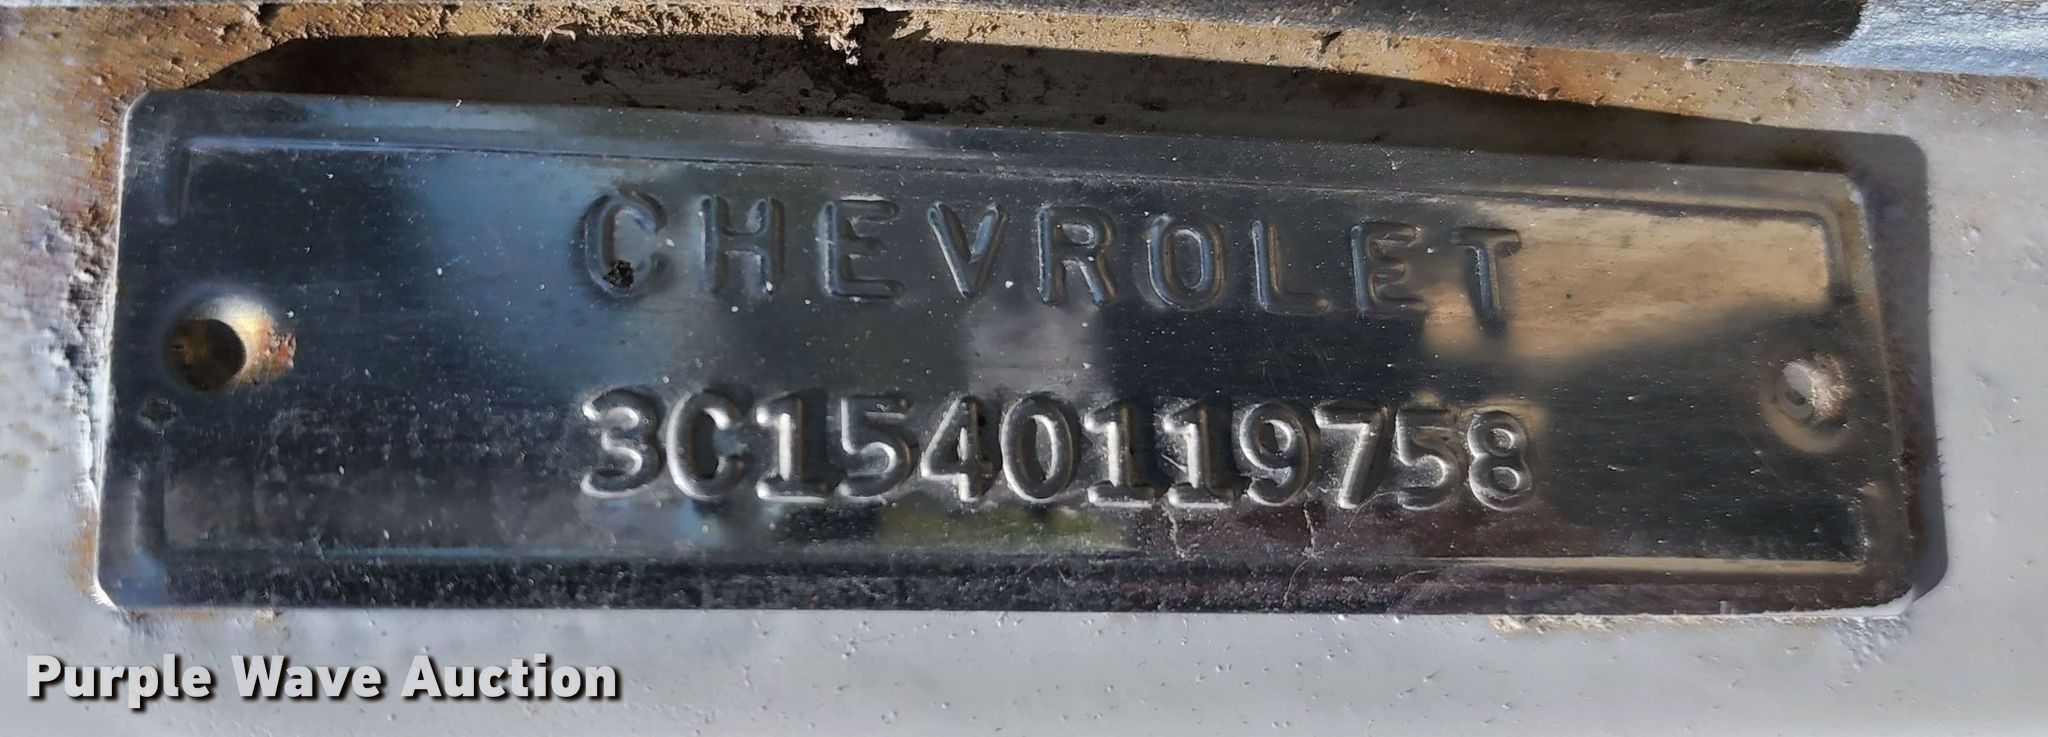 CHEVROLET
3C1540119758
Purple Wave Auction